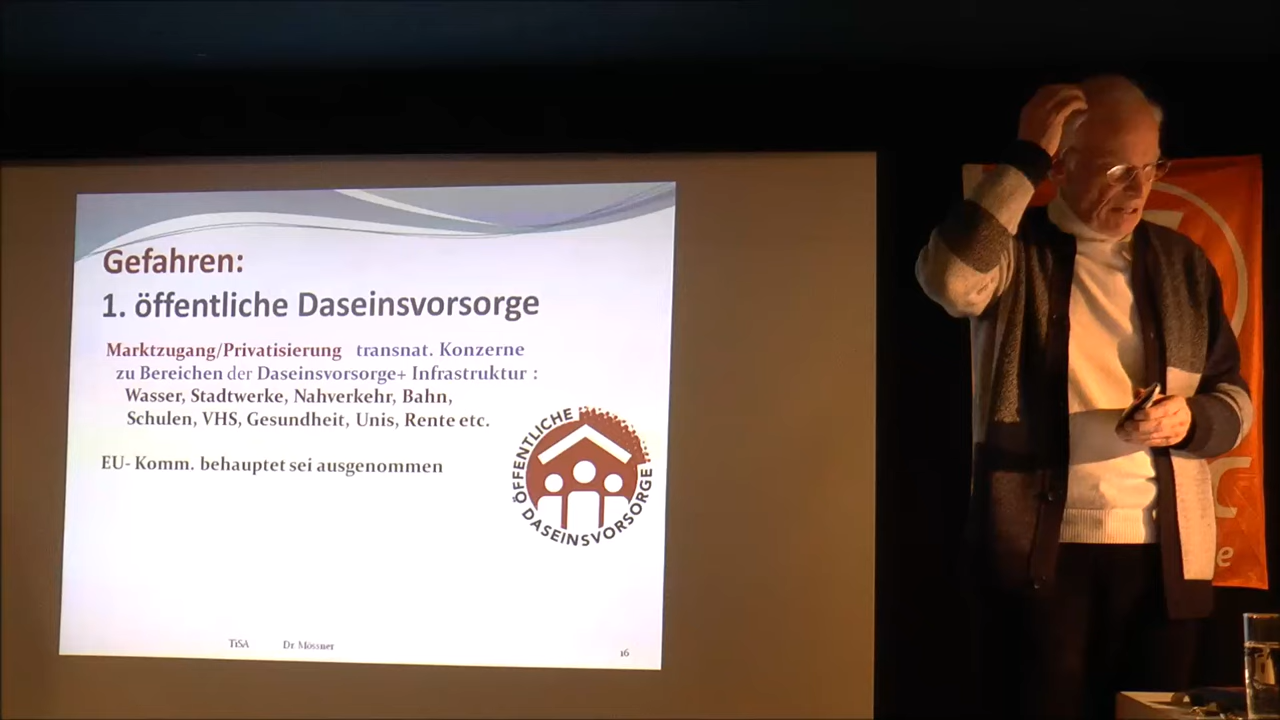 Gefahren:
1. öffentliche Daseinsvorsorge
Marktzugang/Privatisierung transnat. Konzerne
zu Bereichen der Daseinsvorsorge+ Infrastruktur :
Wasser, Stadtwerke, Nahverkehr, Bahn,
Schulen, VHS, Gesundheit, Unis, Rente etc.
EU- Komm. behauptet sei ausgenommen
ÖFFENTLICHE
DASEINSVORSORGE
TiSA Dr. Mössner
16